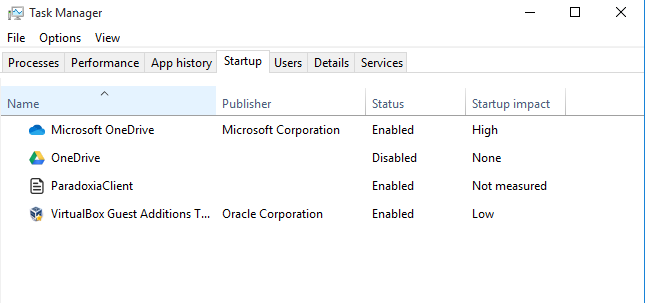 Task Manager
File Options View
Processes Performance App history Startup Users Details Services
Name Publisher Status Startup impact
Microsoft OneDrive Microsoft Corporation Enabled High
OneDrive Disabled None
ParadoxiaClient Enabled Not measured
VirtualBox Guest Additions T... Oracle Corporation Enabled Low